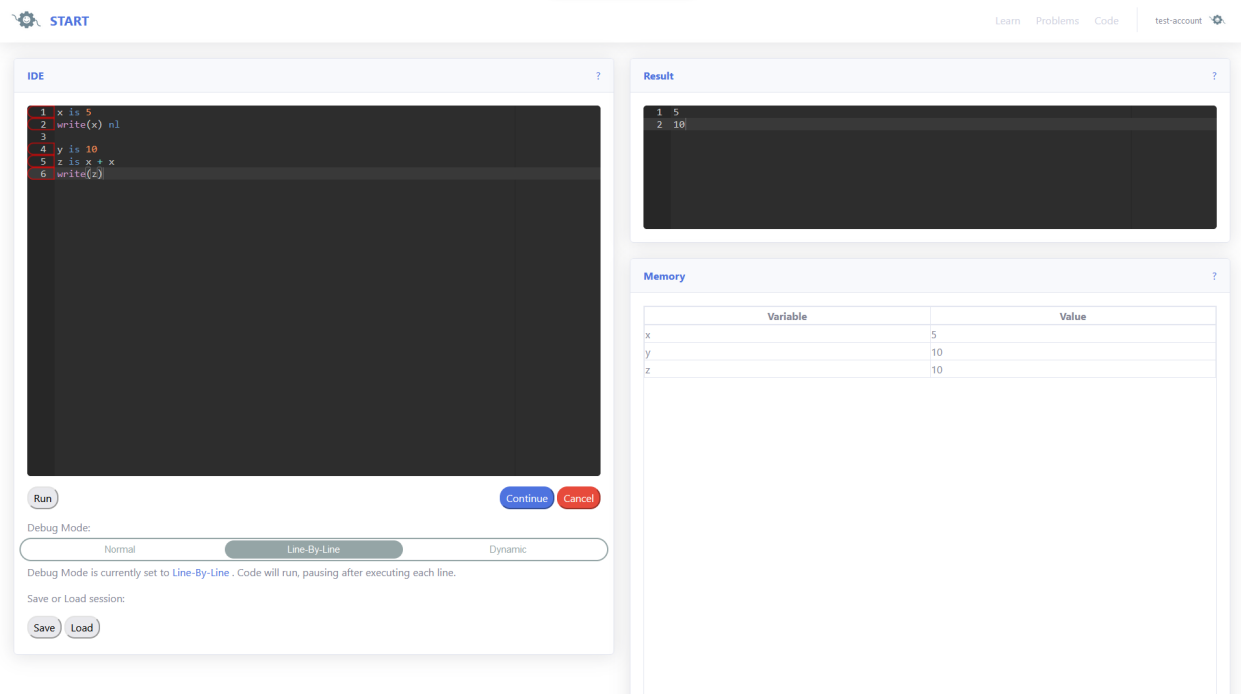 START
Learn Problems Code test-account
IDE ?
1 x is 5
2 write(x) nl
3
4 y is 10
5 z is x + x
6 write(z)
Run Continue Cancel
Debug Mode:
Normal Line-By-Line Dynamic
Debug Mode is currently set to Line-By-Line . Code will run, pausing after executing each line.
Save or Load session:
Save Load
Result ?
1 5
2 10
Memory ?
Variable Value
x 5
y 10
z 10